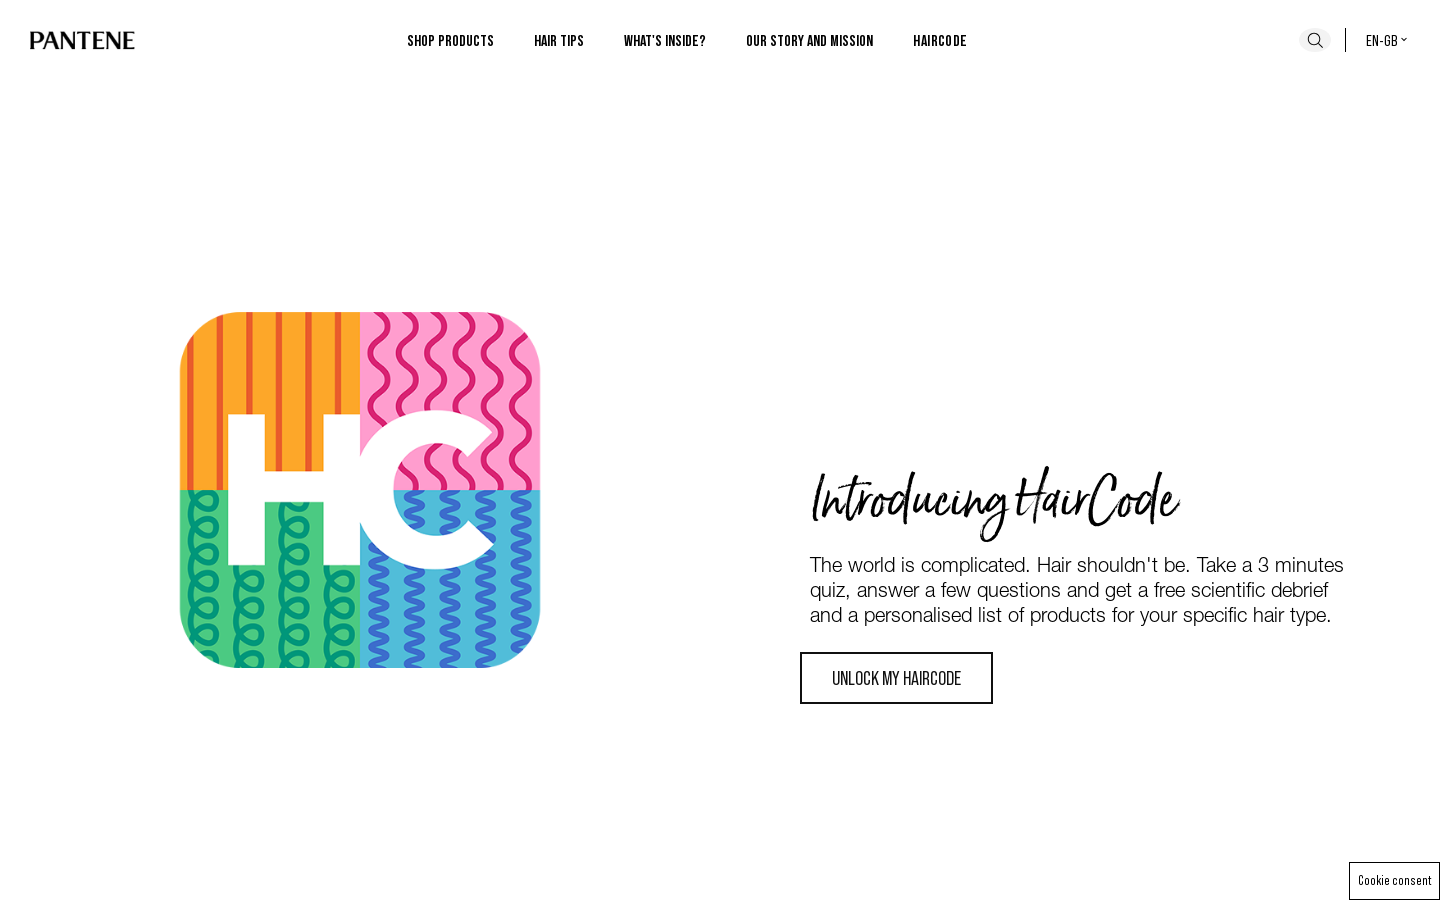 PANTENE
SHOP PRODUCTS
HAIR TIPS
WHAT'S INSIDE?
OUR STORY AND MISSION
HAIRCODE
EN-GB
HC
Introducing HairCode
The world is complicated. Hair shouldn't be. Take a 3 minutes
quiz, answer a few questions and get a free scientific debrief
and a personalised list of products for your specific hair type.
UNLOCK MY HAIRCODE
Cookie consent